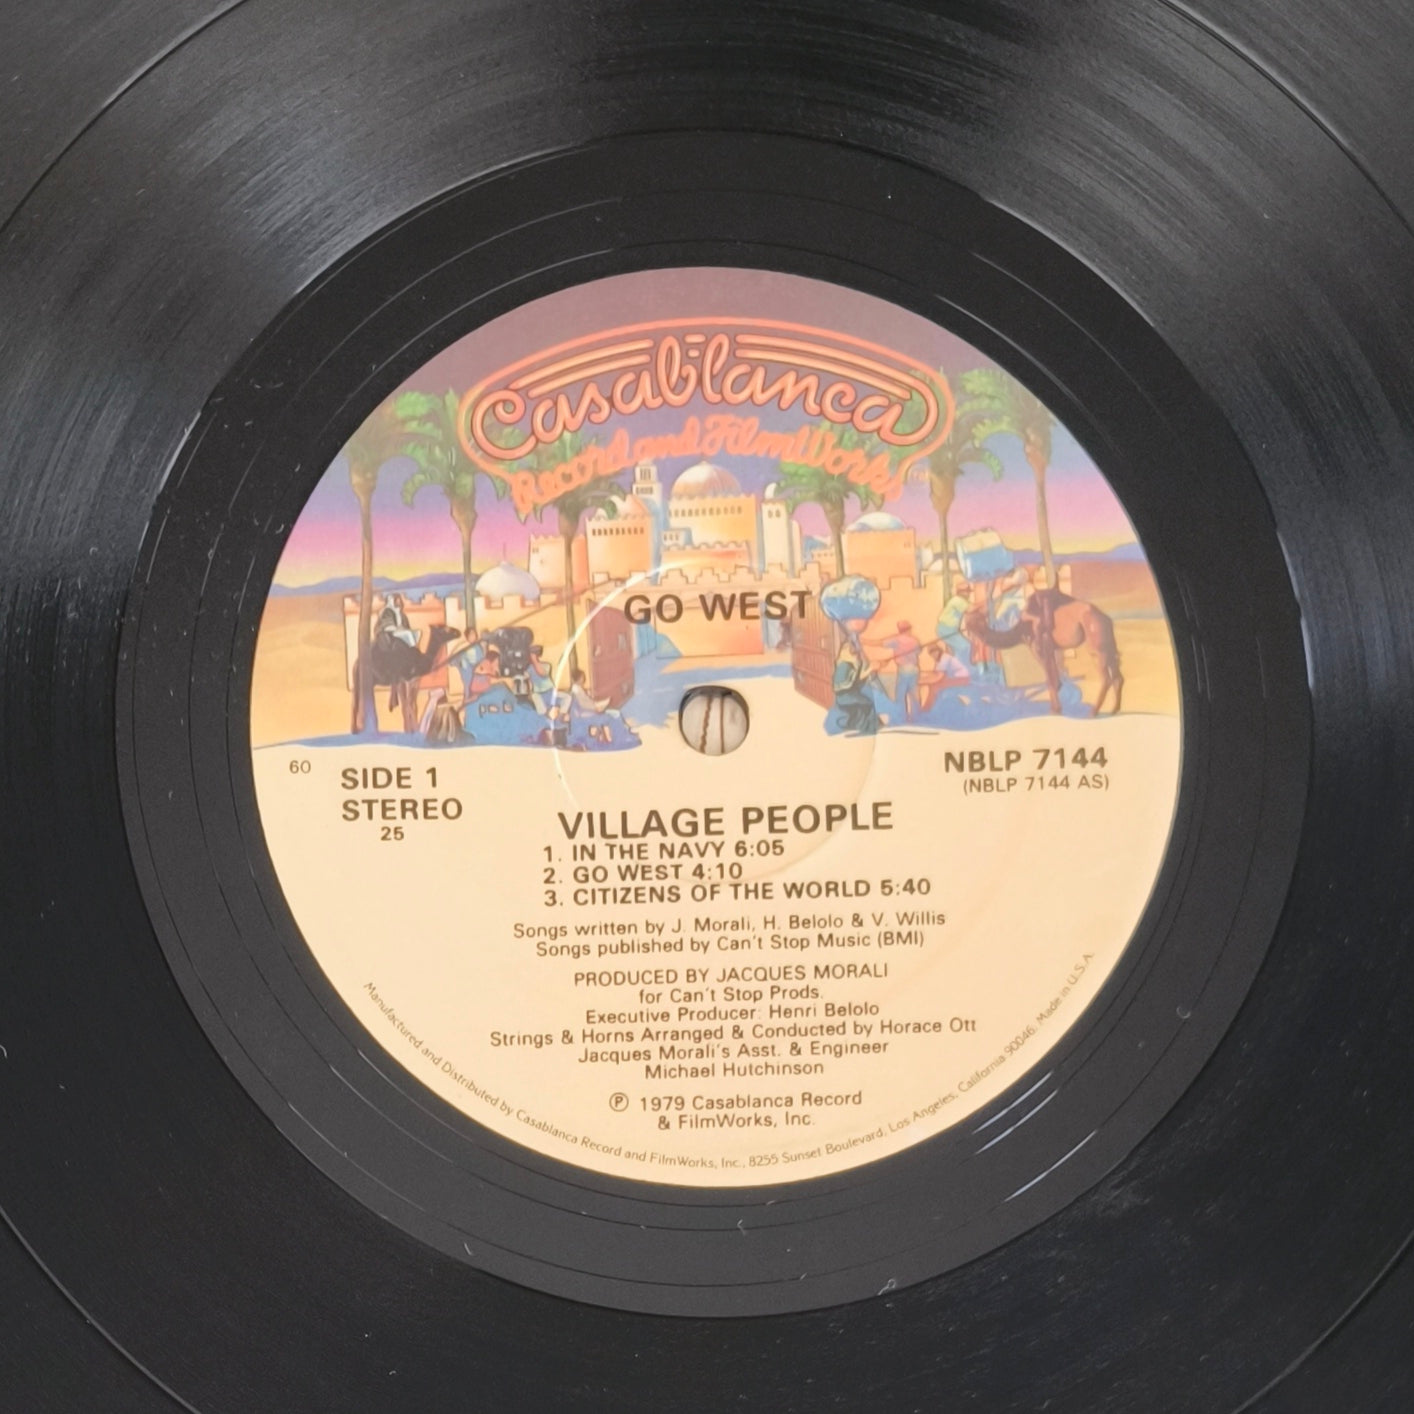 Casablanca
Record and FilmWorks
GO WEST
60
SIDE 1
STEREO
25
NBLP 7144
(NBLP 7144 AS)
VILLAGE PEOPLE
1. IN THE NAVY 6:05
2. GO WEST 4:10
3. CITIZENS OF THE WORLD 5:40
Songs written by J. Morali, H. Belolo & V. Willis
Songs published by Can't Stop Music (BMI)
PRODUCED BY JACQUES MORALI
for Can't Stop Prods.
Executive Producer: Henri Belolo
Strings & Horns Arranged & Conducted by Horace Ott
Jacques Morali's Asst. & Engineer
Michael Hutchinson
℗ 1979 Casablanca Record
& FilmWorks, Inc.
Manufactured and Distributed by Casablanca Record and FilmWorks, Inc., 8255 Sunset Boulevard, Los Angeles, California 90046. Made in U.S.A.